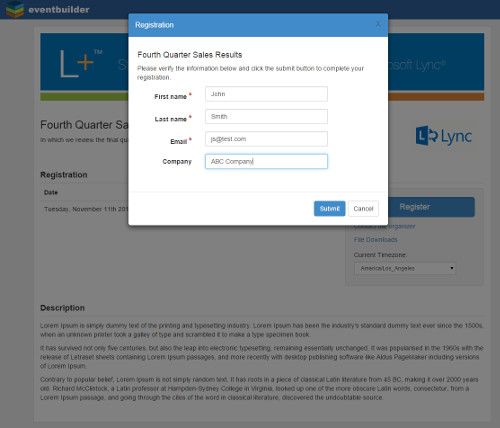 eventbuilder
Registration
X
L+™ S
osoft Lync®
Fourth Quarter Sales Results
Please verify the information below and click the submit button to complete your
registration.
First name * John
Last name * Smith
Email * js@test.com
Company ABC Company
Submit Cancel
Fourth Quarter Sa
In which we review the final qu
Lync
Registration
Date
Tuesday, November 11th 201
Register
Contact the organizer
File Downloads
Current Timezone
America/Los_Angeles
Description
Lorem Ipsum is simply dummy text of the printing and typesetting industry. Lorem Ipsum has been the industry's standard dummy text ever since the 1500s,
when an unknown printer took a galley of type and scrambled it to make a type specimen book.
It has survived not only five centuries, but also the leap into electronic typesetting, remaining essentially unchanged. It was popularised in the 1960s with the
release of Letraset sheets containing Lorem Ipsum passages, and more recently with desktop publishing software like Aldus PageMaker including versions
of Lorem Ipsum.
Contrary to popular belief, Lorem Ipsum is not simply random text. It has roots in a piece of classical Latin literature from 45 BC, making it over 2000 years
old. Richard McClintock, a Latin professor at Hampden-Sydney College in Virginia, looked up one of the more obscure Latin words, consectetur, from a
Lorem Ipsum passage, and going through the cites of the word in classical literature, discovered the undoubtable source.